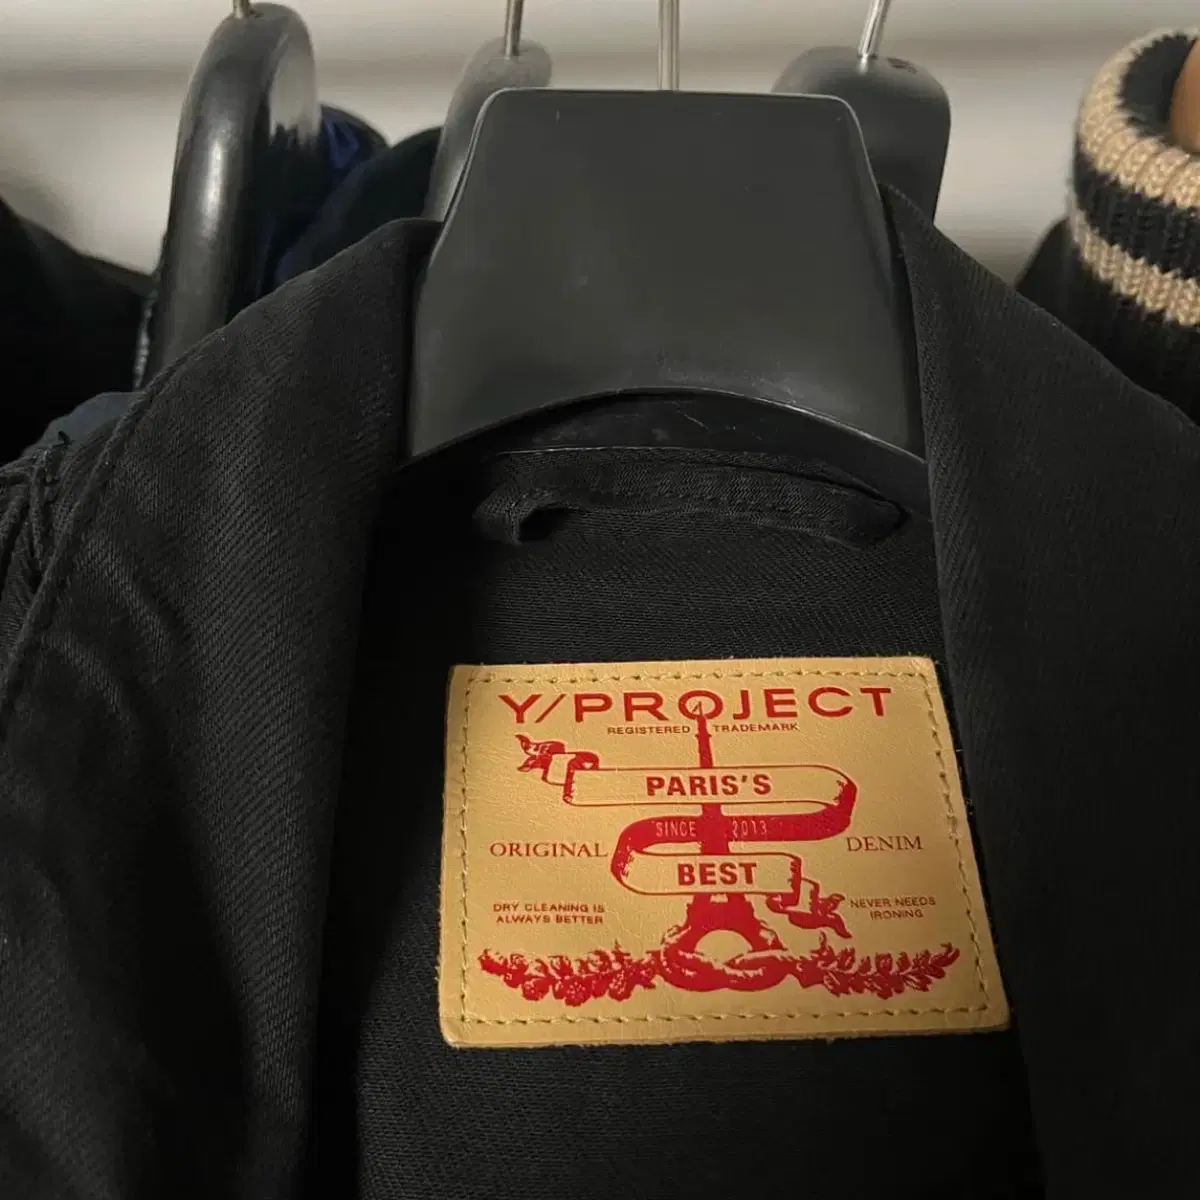 Y/PROJECT
REGISTERED TRADEMARK
PARIS'S
SINCE 2013
ORIGINAL DENIM
BEST
DRY CLEANING IS
ALWAYS BETTER
NEVER NEEDS
IRONING